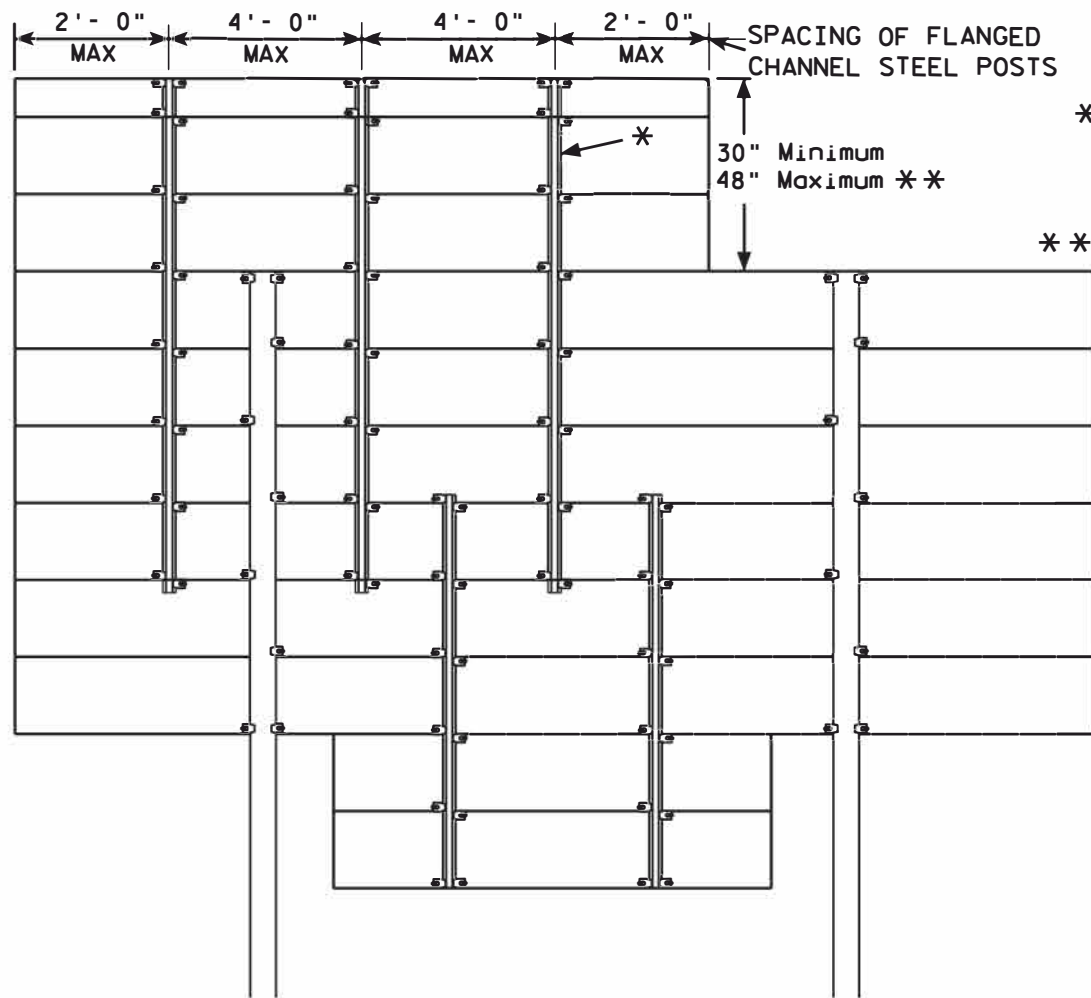 2'- 0" 4'- 0" 4'- 0" 2'- 0"
MAX MAX MAX MAX
SPACING OF FLANGED
CHANNEL STEEL POSTS
*
*
30" Minimum
48" Maximum **
**